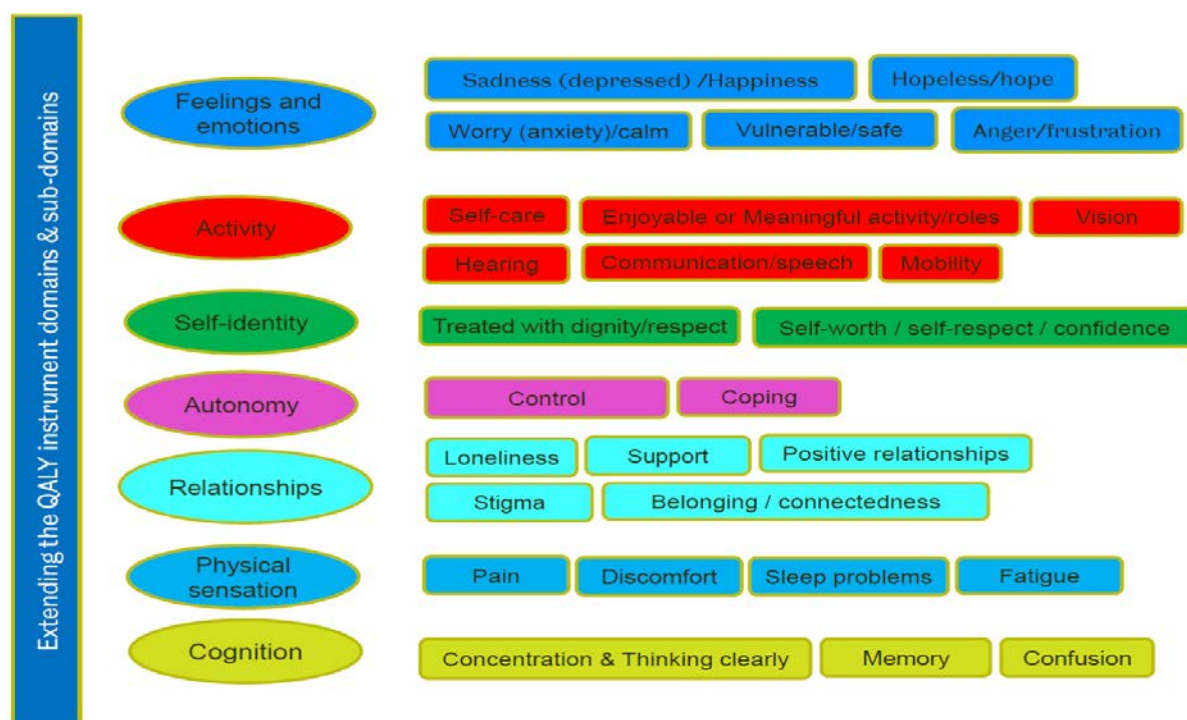 Extending the QALY instrument domains & sub-domains
Feelings and
emotions
Sadness (depressed) /Happiness
Hopeless/hope
Worry (anxiety)/calm
Vulnerable/safe
Anger/frustration
Activity
Self-care
Enjoyable or Meaningful activity/roles
Vision
Hearing
Communication/speech
Mobility
Self-identity
Treated with dignity/respect
Self-worth / self-respect / confidence
Autonomy
Control
Coping
Relationships
Loneliness
Support
Positive relationships
Stigma
Belonging / connectedness
Physical
sensation
Pain
Discomfort
Sleep problems
Fatigue
Cognition
Concentration & Thinking clearly
Memory
Confusion